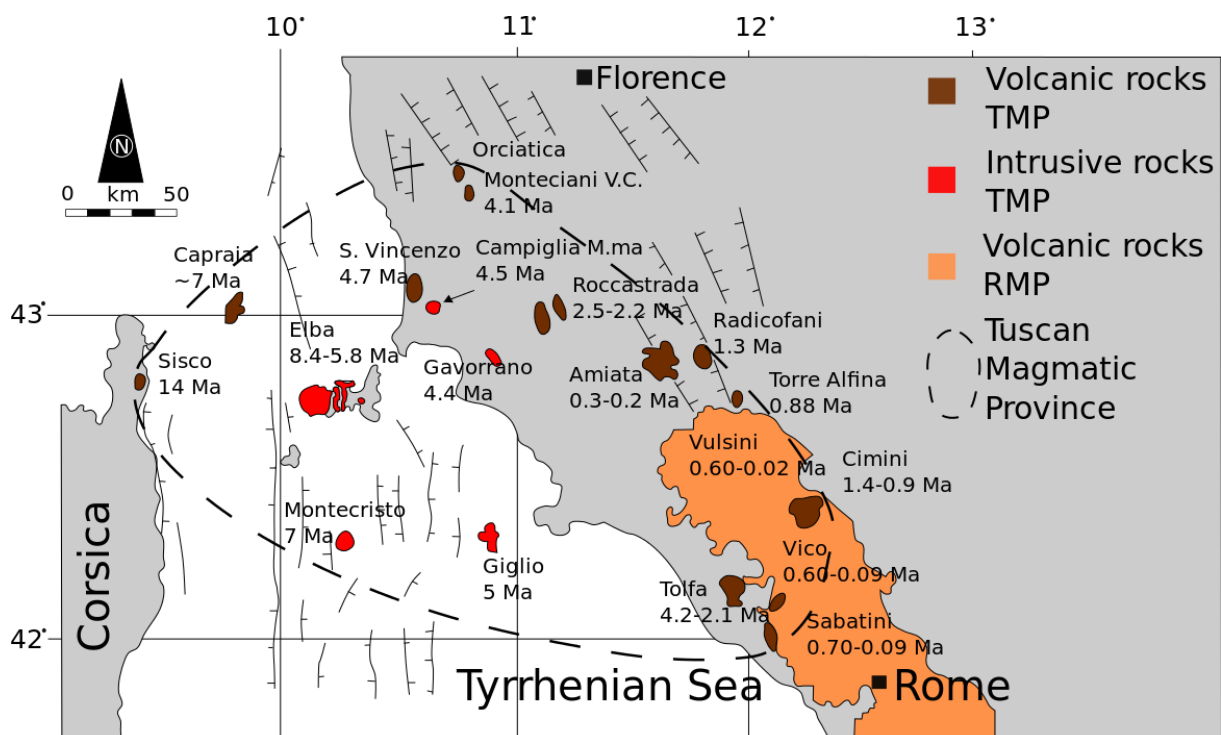 10°
11°
12°
13°
Florence
Volcanic rocks
TMP
Intrusive rocks
TMP
Volcanic rocks
RMP
Tuscan
Magmatic
Province
N
0 km 50
Orciatica
Monteciani V.C.
4.1 Ma
Capraia
~7 Ma
S. Vincenzo
4.7 Ma
Campiglia M.ma
4.5 Ma
Roccastrada
2.5-2.2 Ma
43°
Elba
8.4-5.8 Ma
Radicofani
1.3 Ma
Sisco
14 Ma
Gavorrano
4.4 Ma
Amiata
0.3-0.2 Ma
Torre Alfina
0.88 Ma
Vulsini
0.60-0.02 Ma
Cimini
1.4-0.9 Ma
Montecristo
7 Ma
Giglio
5 Ma
Vico
0.60-0.09 Ma
Tolfa
4.2-2.1 Ma
Sabatini
0.70-0.09 Ma
Corsica
42°
Tyrrhenian Sea
Rome